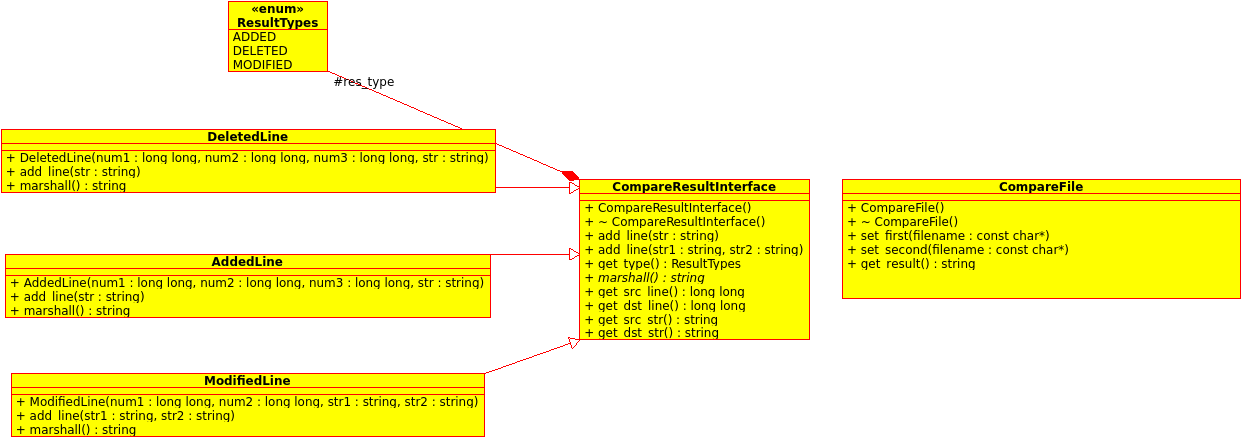 «enum»
ResultTypes
ADDED
DELETED
MODIFIED
#res_type
DeletedLine
+ DeletedLine(num1 : long long, num2 : long long, num3 : long long, str : string)
+ add_line(str : string)
+ marshall() : string
CompareResultInterface
+ CompareResultInterface()
+ ~ CompareResultInterface()
+ add_line(str : string)
+ add_line(str1 : string, str2 : string)
+ get_type() : ResultTypes
+ marshall() : string
+ get_src_line() : long long
+ get_dst_line() : long long
+ get_src_str() : string
+ get_dst_str() : string
CompareFile
+ CompareFile()
+ ~ CompareFile()
+ set_first(filename : const char*)
+ set_second(filename : const char*)
+ get_result() : string
AddedLine
+ AddedLine(num1 : long long, num2 : long long, num3 : long long, str : string)
+ add_line(str : string)
+ marshall() : string
ModifiedLine
+ ModifiedLine(num1 : long long, num2 : long long, str1 : string, str2 : string)
+ add_line(str1 : string, str2 : string)
+ marshall() : string